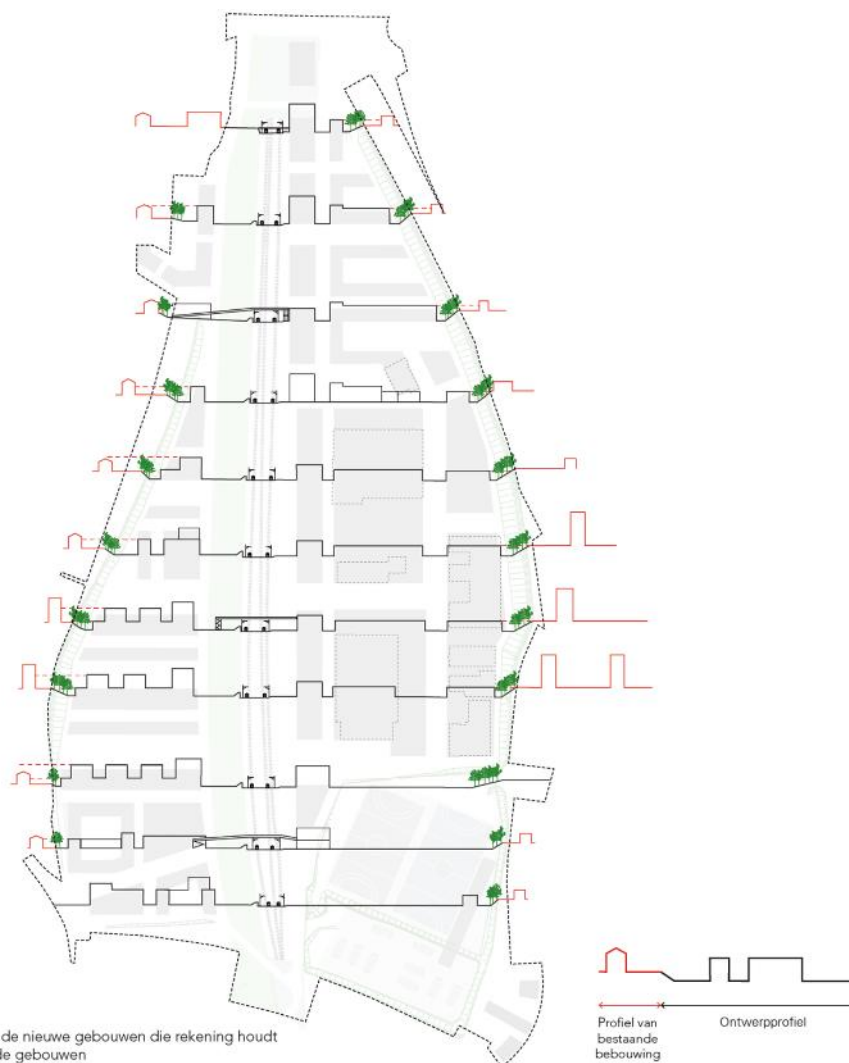 Profiel van
bestaande
bebouwing
Ontwerpprofiel
de nieuwe gebouwen die rekening houdt
de gebouwen